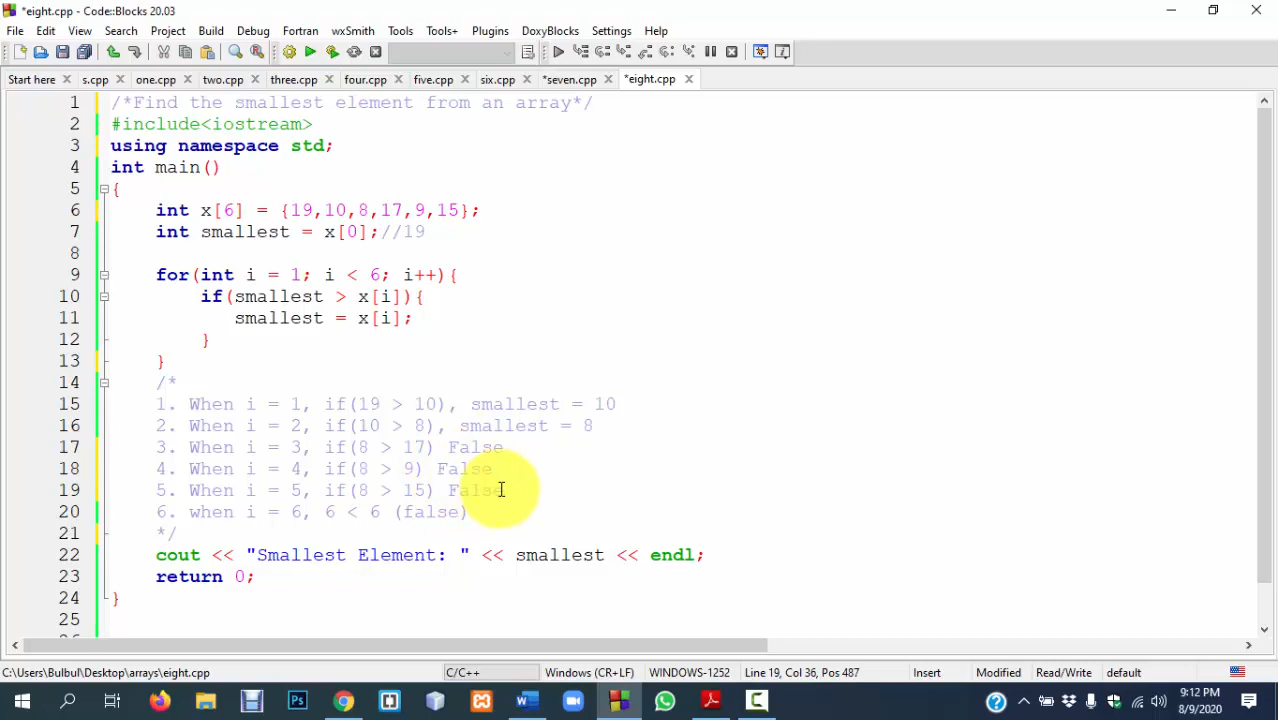 *eight.cpp - Code::Blocks 20.03
File Edit View Search Project Build Debug Fortran wxSmith Tools Tools+ Plugins DoxyBlocks Settings Help
Start here s.cpp one.cpp two.cpp three.cpp four.cpp five.cpp six.cpp *seven.cpp *eight.cpp
1 /*Find the smallest element from an array*/
2 #include<iostream>
3 using namespace std;
4 int main()
5 {
6 int x[6] = {19,10,8,17,9,15};
7 int smallest = x[0];//19
8
9 for(int i = 1; i < 6; i++){
10 if(smallest > x[i]){
11 smallest = x[i];
12 }
13 }
14 /*
15 1. When i = 1, if(19 > 10), smallest = 10
16 2. When i = 2, if(10 > 8), smallest = 8
17 3. When i = 3, if(8 > 17) False
18 4. When i = 4, if(8 > 9) False
19 5. When i = 5, if(8 > 15) False
20 6. when i = 6, 6 < 6 (false)
21 */
22 cout << "Smallest Element: " << smallest << endl;
23 return 0;
24 }
25
C:\Users\Bulbul\Desktop\arrays\eight.cpp C/C++ Windows (CR+LF) WINDOWS-1252 Line 19, Col 36, Pos 487 Insert Modified Read/Write default
9:12 PM
8/9/2020